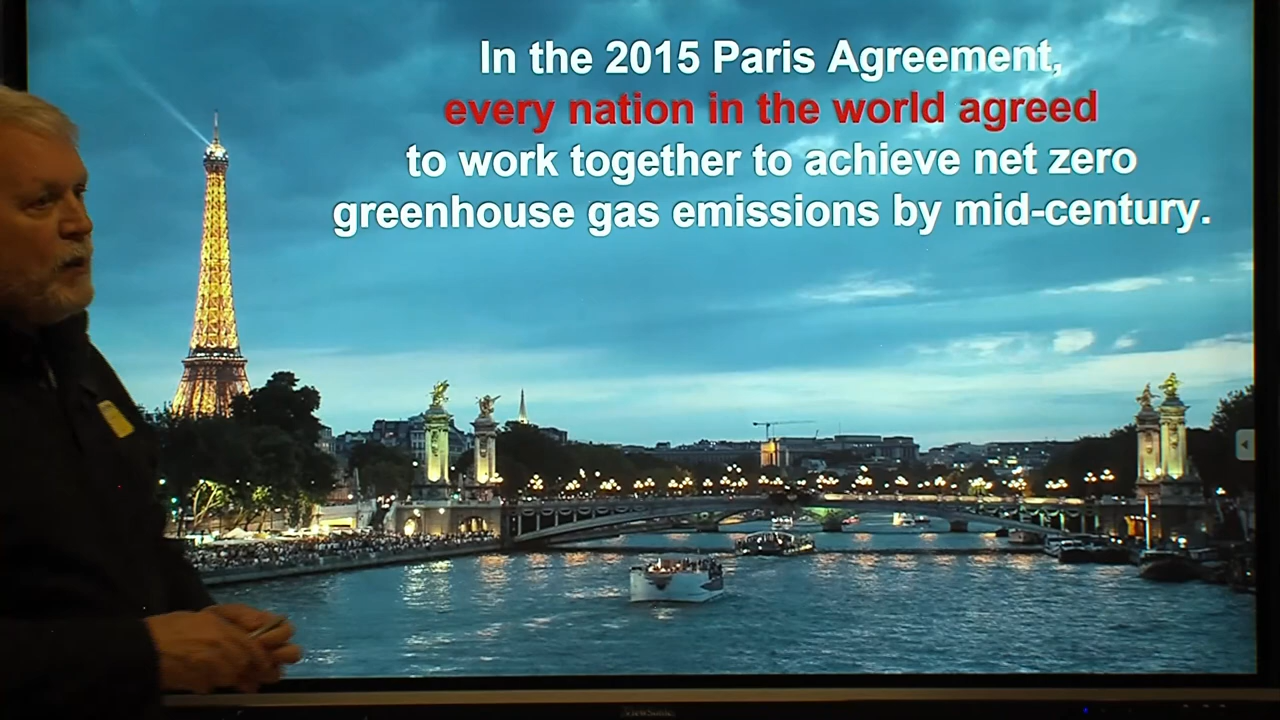 In the 2015 Paris Agreement,
every nation in the world agreed
to work together to achieve net zero
greenhouse gas emissions by mid-century.
ViewSonic